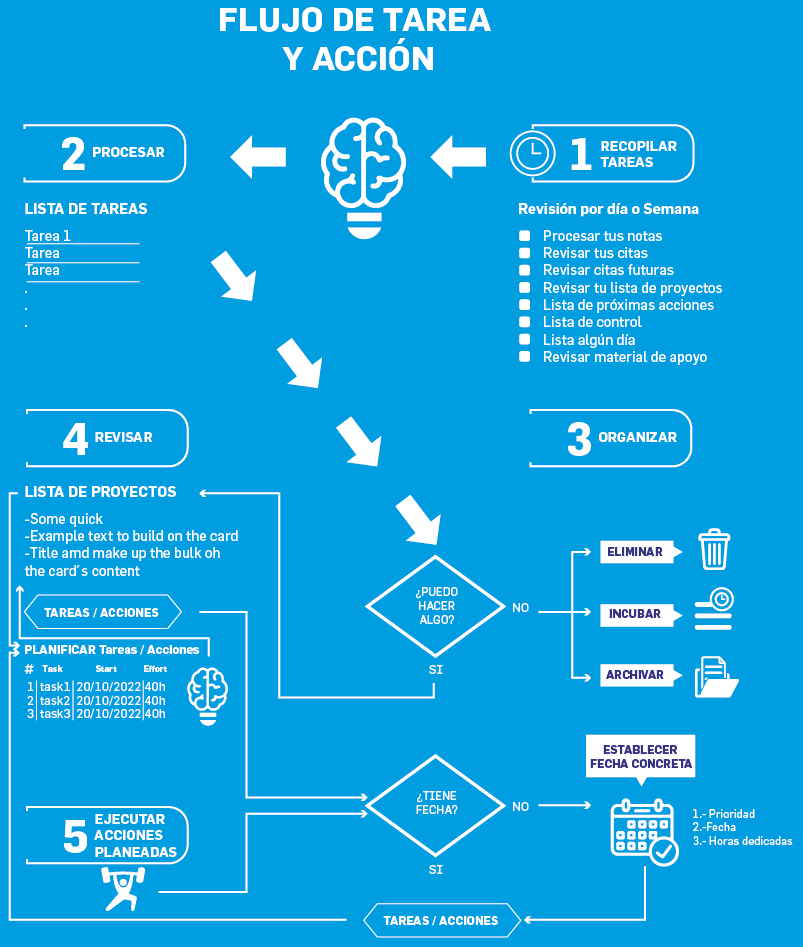 FLUJO DE TAREA
Y ACCIÓN
1 RECOPILAR
TAREAS
Revisión por día o Semana
Procesar tus notas
Revisar tus citas
Revisar citas futuras
Revisar tu lista de proyectos
Lista de próximas acciones
Lista de control
Lista algún día
Revisar material de apoyo
2 PROCESAR
LISTA DE TAREAS
Tarea 1
Tarea
Tarea
.
.
.
3 ORGANIZAR
¿PUEDO
HACER
ALGO?
NO
SI
ELIMINAR
INCUBAR
ARCHIVAR
4 REVISAR
LISTA DE PROYECTOS
-Some quick
-Example text to build on the card
-Title amd make up the bulk oh
the card´s content
TAREAS / ACCIONES
PLANIFICAR Tareas / Acciones
# Task Start Effort
1 task1 20/10/2022 40h
2 task2 20/10/2022 40h
3 task3 20/10/2022 40h
¿TIENE
FECHA?
NO
SI
ESTABLECER
FECHA CONCRETA
1.- Prioridad
2.-Fecha
3.- Horas dedicadas
5 EJECUTAR
ACCIONES
PLANEADAS
TAREAS / ACCIONES